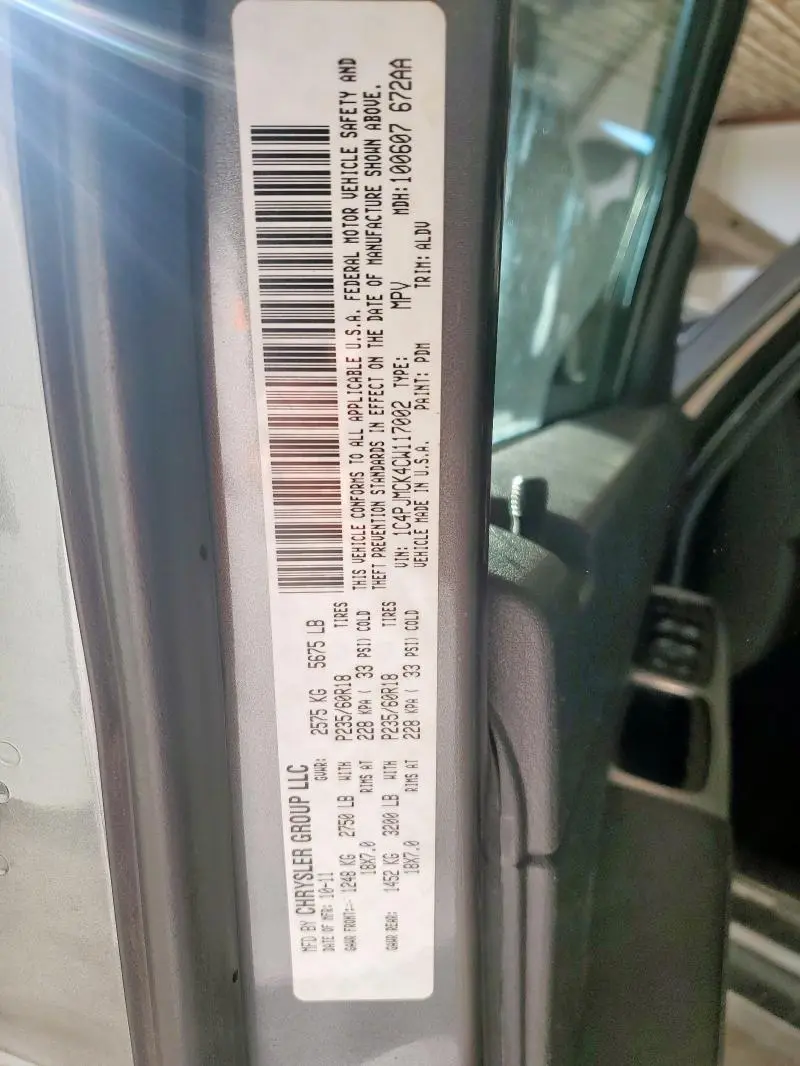 MFD BY CHRYSLER GROUP LLC
DATE OF MFR: 10-11 GVWR: 2575 KG 5675 LB
GAWR FRONT: 1248 KG 2750 LB WITH P235/60R18 TIRES
18X7.0 RIMS AT 228 KPA ( 33 PSI) COLD
GAWR REAR: 1452 KG 3200 LB WITH P235/60R18 TIRES
18X7.0 RIMS AT 228 KPA ( 33 PSI) COLD
THIS VEHICLE CONFORMS TO ALL APPLICABLE U.S.A. FEDERAL MOTOR VEHICLE SAFETY AND
THEFT PREVENTION STANDARDS IN EFFECT ON THE DATE OF MANUFACTURE SHOWN ABOVE.
VIN: 1C4PJMCK4CW117002 TYPE: MPV MDH: 100607 672AA
VEHICLE MADE IN U.S.A. PAINT: PDM TRIM: ALDV